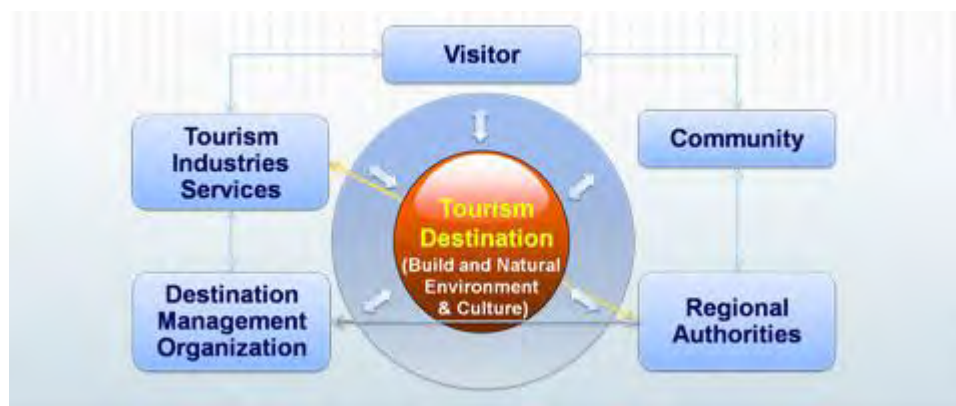 Visitor
Tourism
Industries
Services
Community
Tourism
Destination
(Build and Natural
Environment
& Culture)
Destination
Management
Organization
Regional
Authorities